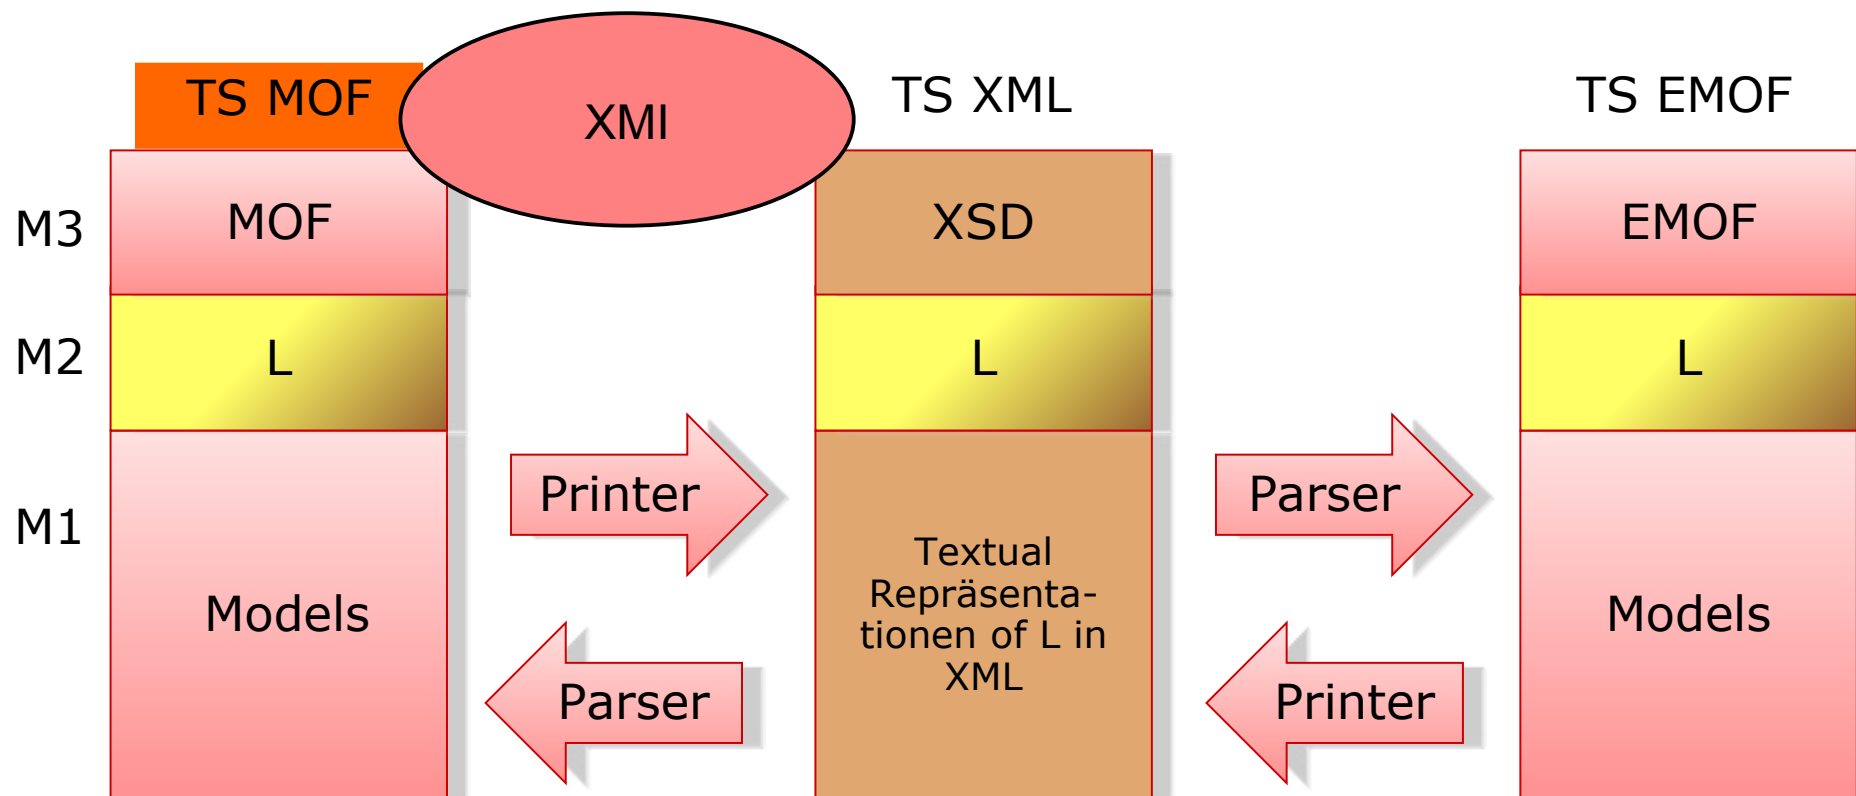 TS MOF
XMI
TS XML
TS EMOF
M3
MOF
XSD
EMOF
M2
L
L
L
M1
Models
Printer
Parser
Textual
Repräsenta-
tionen of L in
XML
Parser
Printer
Models